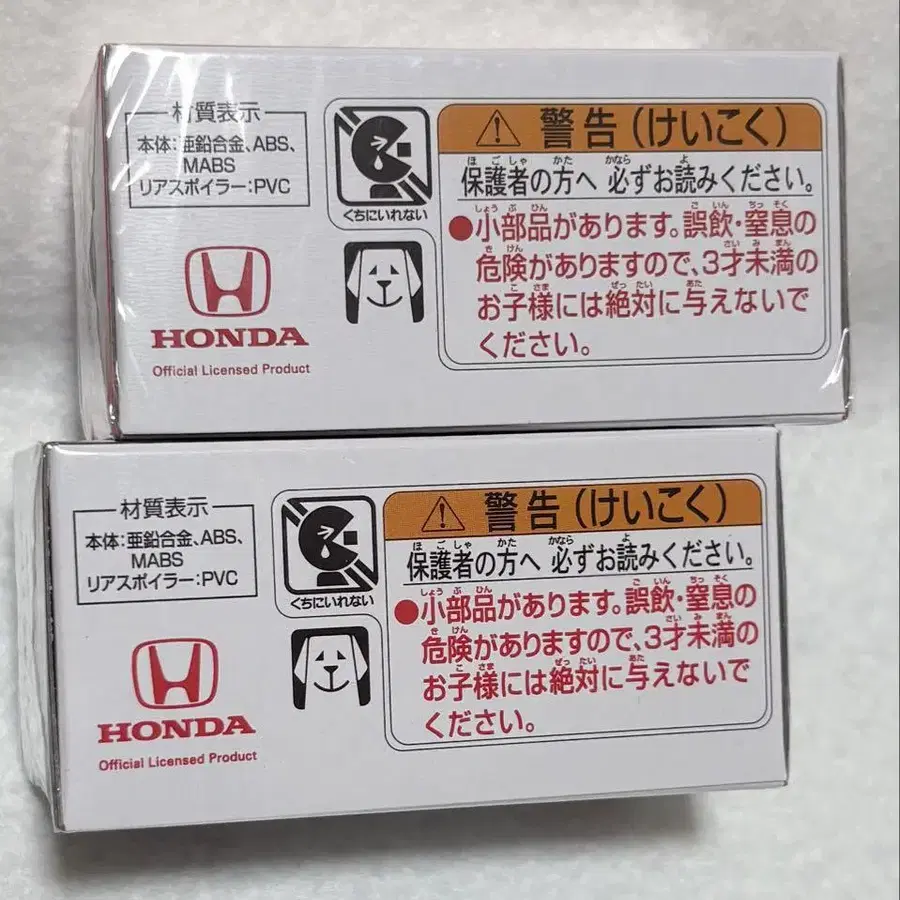 材質表示
本体:亜鉛合金、ABS、
MABS
リアスポイラー:PVC
くちにいれない
HONDA
Official Licensed Product
警告(けいこく)
ほごしゃ かた かなら よ
保護者の方へ 必ずお読みください。
しょう ぶ ひん ご いん ちっ そく
●小部品があります。誤飲・窒息の
き けん さい み まん
危険がありますので、3才未満の
こ さま ぜっ たい あた
お子様には絶対に与えないで
ください。
材質表示
本体:亜鉛合金、ABS、
MABS
リアスポイラー:PVC
くちにいれない
HONDA
Official Licensed Product
警告(けいこく)
ほごしゃ かた かなら よ
保護者の方へ 必ずお読みください。
しょう ぶ ひん ご いん ちっ そく
●小部品があります。誤飲・窒息の
き けん さい み まん
危険がありますので、3才未満の
こ さま ぜっ たい あた
お子様には絶対に与えないで
ください。